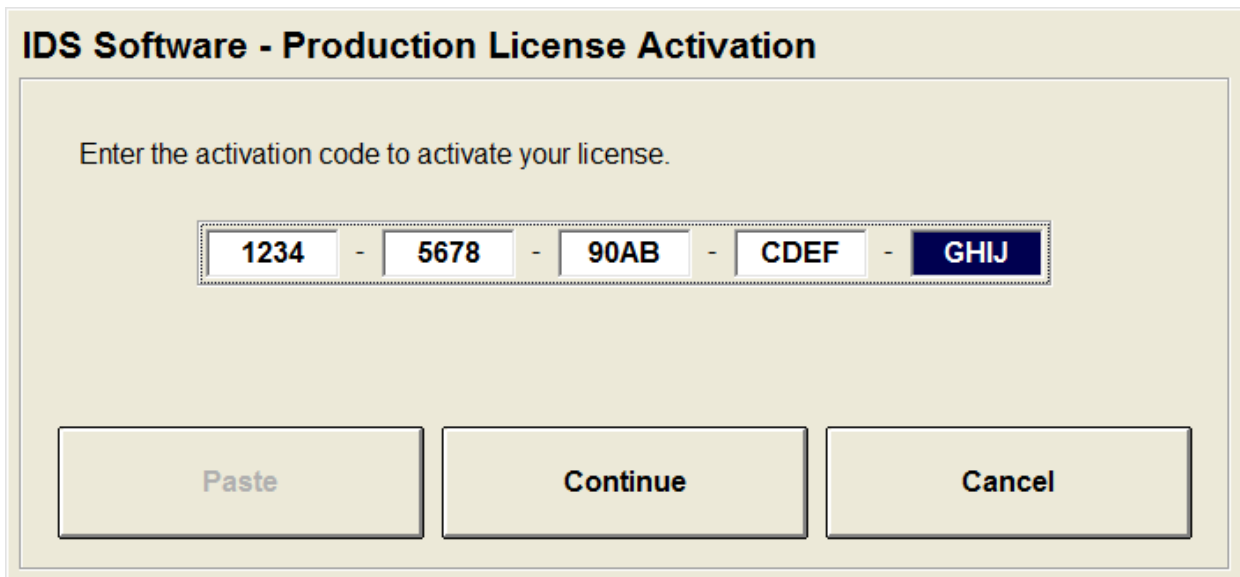 IDS Software - Production License Activation
Enter the activation code to activate your license.
1234 - 5678 - 90AB - CDEF - GHIJ
Paste Continue Cancel